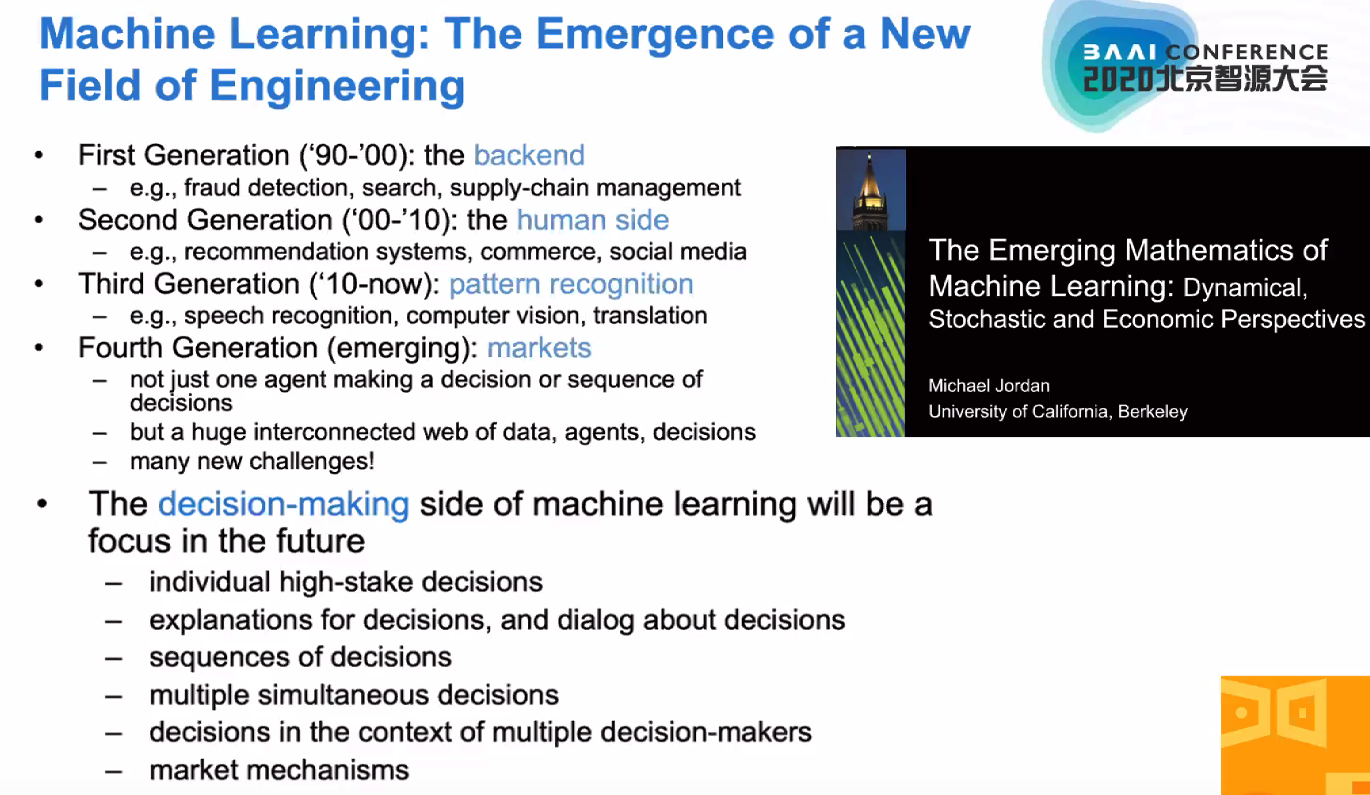 Machine Learning: The Emergence of a New
Field of Engineering
BAAI CONFERENCE
2020北京智源大会
• First Generation (‘90-’00): the backend
– e.g., fraud detection, search, supply-chain management
• Second Generation (‘00-’10): the human side
– e.g., recommendation systems, commerce, social media
• Third Generation (‘10-now): pattern recognition
– e.g., speech recognition, computer vision, translation
• Fourth Generation (emerging): markets
– not just one agent making a decision or sequence of
decisions
– but a huge interconnected web of data, agents, decisions
– many new challenges!
• The decision-making side of machine learning will be a
focus in the future
– individual high-stake decisions
– explanations for decisions, and dialog about decisions
– sequences of decisions
– multiple simultaneous decisions
– decisions in the context of multiple decision-makers
– market mechanisms
The Emerging Mathematics of
Machine Learning: Dynamical,
Stochastic and Economic Perspectives
Michael Jordan
University of California, Berkeley